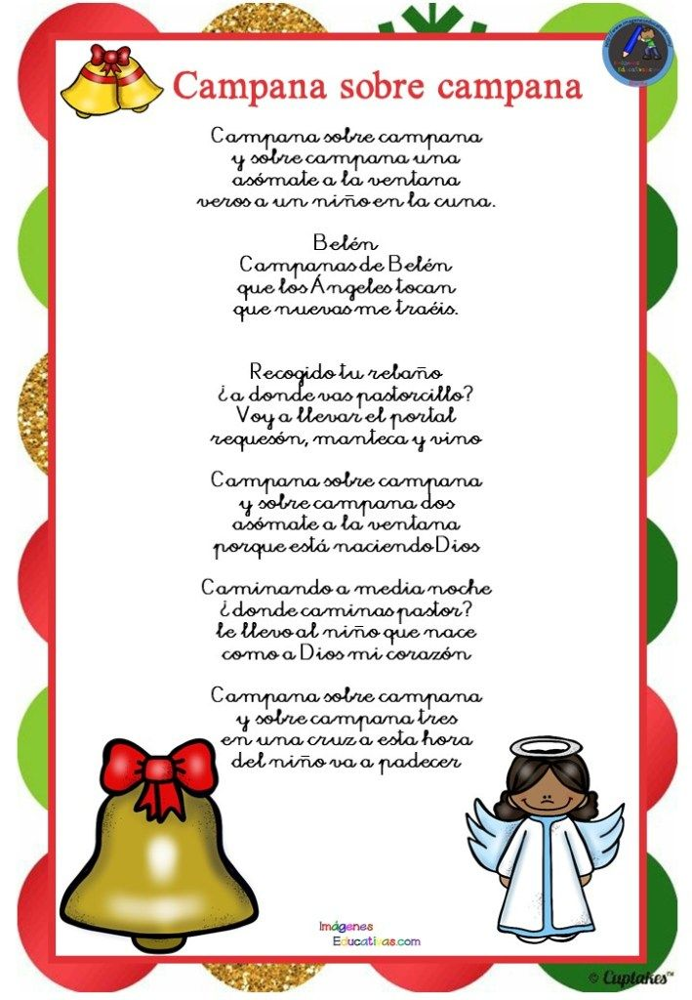 Campana sobre campana
Campana sobre campana
y sobre campana una
asómate a la ventana
veros a un niño en la cuna.
Belén
Campanas de Belén
que los Ángeles tocan
que nuevas me traéis.
Recogido tu rebaño
¿a donde vas pastorcillo?
Voy a llevar el portal
requesón, manteca y vino
Campana sobre campana
y sobre campana dos
asómate a la ventana
porque está naciendo Dios
Caminando a media noche
¿donde caminas pastor?
le llevo al niño que nace
como a Dios mi corazón
Campana sobre campana
y sobre campana tres
en una cruz a esta hora
del niño va a padecer
Imágenes
Educativas.com
© Cuptakes™